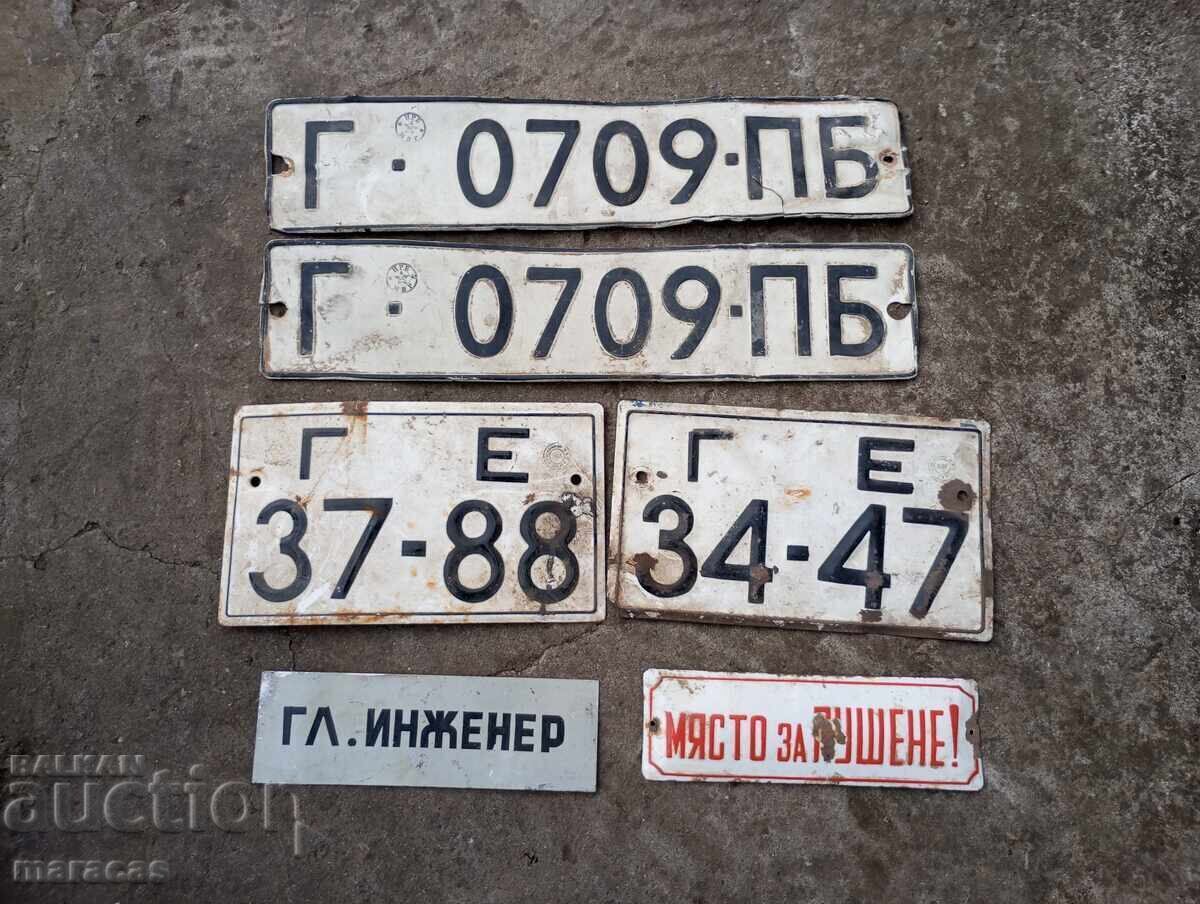 Г · 0709·ПБ
Г · 0709·ПБ
Г Е
37-88
Г Е
34-47
ГЛ. ИНЖЕНЕР
МЯСТО ЗА ПУШЕНЕ!
BALKAN
auction
maracas